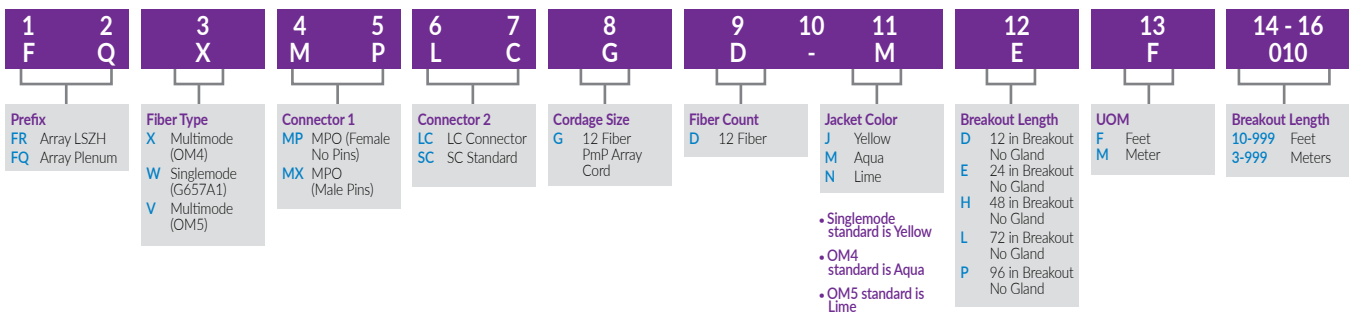 1 2
F Q
3
X
4 5
M P
6 7
L C
8
G
9 10 11
D - M
12
E
13
F
14 - 16
010
Prefix
FR Array LSZH
FQ Array Plenum
Fiber Type
X Multimode
(OM4)
W Singlemode
(G657A1)
V Multimode
(OM5)
Connector 1
MP MPO (Female
No Pins)
MX MPO
(Male Pins)
Connector 2
LC LC Connector
SC SC Standard
Cordage Size
G 12 Fiber
PmP Array
Cord
Fiber Count
D 12 Fiber
Jacket Color
J Yellow
M Aqua
N Lime
• Singlemode
standard is Yellow
• OM4
standard is Aqua
• OM5 standard is
Lime
Breakout Length
D 12 in Breakout
No Gland
E 24 in Breakout
No Gland
H 48 in Breakout
No Gland
L 72 in Breakout
No Gland
P 96 in Breakout
No Gland
UOM
F Feet
M Meter
Breakout Length
10-999 Feet
3-999 Meters